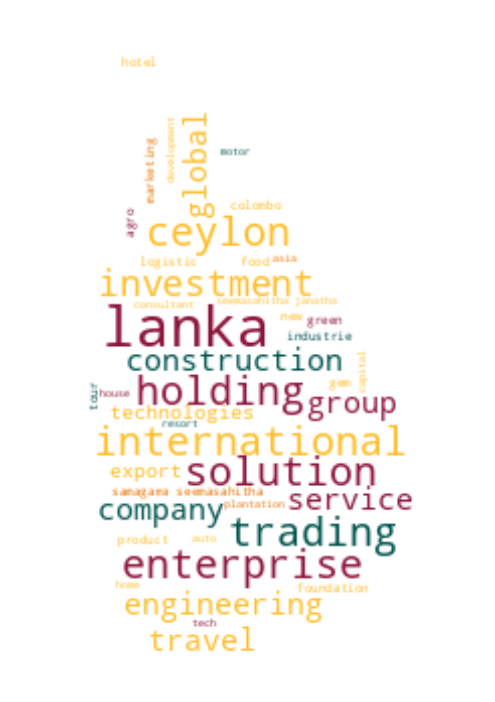 hotel
global
development
marketing
motor
agro
colombo
ceylon
logistic
food
asia
investment
seemasahitha janatha
consultant
lanka
new
green
industrie
construction
capital
gem
holding
house
tour
group
technologies
resort
international
solution
export
samagama seemasahitha
service
plantation
company
trading
product
auto
enterprise
home
foundation
engineering
tech
travel